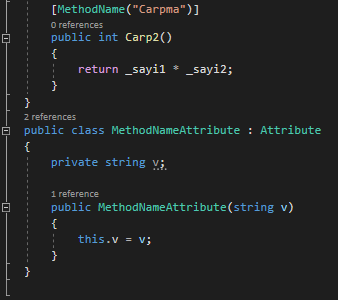 [MethodName("Carpma")]
0 references
public int Carp2()
{
return _sayi1 * _sayi2;
}
}
2 references
public class MethodNameAttribute : Attribute
{
private string v;
1 reference
public MethodNameAttribute(string v)
{
this.v = v;
}
}